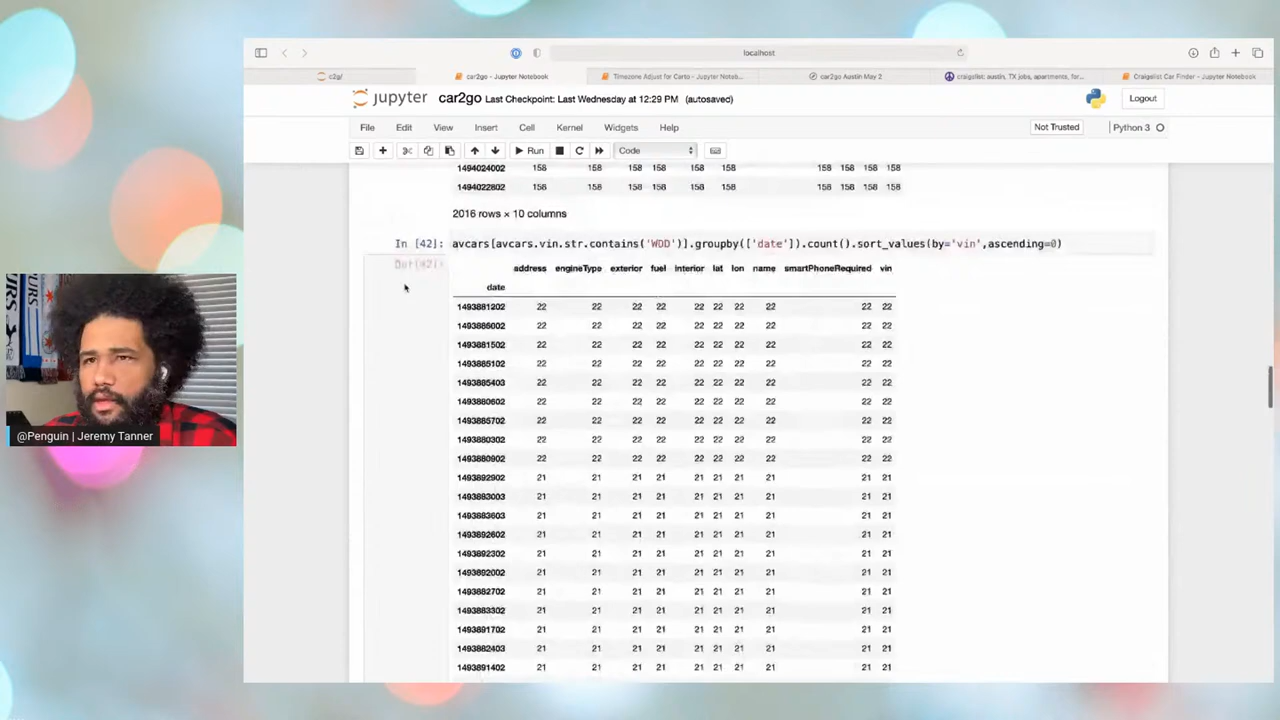 localhost
c2g/
car2go - Jupyter Notebook
Timezone Adjust for Carto - Jupyter Noteb...
car2go Austin May 2
craigslist: austin, TX jobs, apartments, for...
Craigslist Car Finder - Jupyter Notebook
jupyter car2go Last Checkpoint: Last Wednesday at 12:29 PM (autosaved)
Logout
File Edit View Insert Cell Kernel Widgets Help
Not Trusted
Python 3
Run
Code
1494024002 158 158 158 158 158 158 158 158 158 158
1494022802 158 158 158 158 158 158 158 158 158 158
2016 rows × 10 columns
In [42]: avcars[avcars.vin.str.contains('WDD')].groupby(['date']).count().sort_values(by='vin',ascending=0)
Out[42]:
address engineType exterior fuel interior lat lon name smartPhoneRequired vin
date
1493881202 22 22 22 22 22 22 22 22 22 22
1493885002 22 22 22 22 22 22 22 22 22 22
1493881502 22 22 22 22 22 22 22 22 22 22
1493885102 22 22 22 22 22 22 22 22 22 22
1493885403 22 22 22 22 22 22 22 22 22 22
1493880602 22 22 22 22 22 22 22 22 22 22
1493885702 22 22 22 22 22 22 22 22 22 22
1493880302 22 22 22 22 22 22 22 22 22 22
1493880902 22 22 22 22 22 22 22 22 22 22
1493892902 21 21 21 21 21 21 21 21 21 21
1493883003 21 21 21 21 21 21 21 21 21 21
1493883603 21 21 21 21 21 21 21 21 21 21
1493892602 21 21 21 21 21 21 21 21 21 21
1493892302 21 21 21 21 21 21 21 21 21 21
1493892002 21 21 21 21 21 21 21 21 21 21
1493882702 21 21 21 21 21 21 21 21 21 21
1493883302 21 21 21 21 21 21 21 21 21 21
1493891702 21 21 21 21 21 21 21 21 21 21
1493882403 21 21 21 21 21 21 21 21 21 21
1493891402 21 21 21 21 21 21 21 21 21 21
@Penguin | Jeremy Tanner